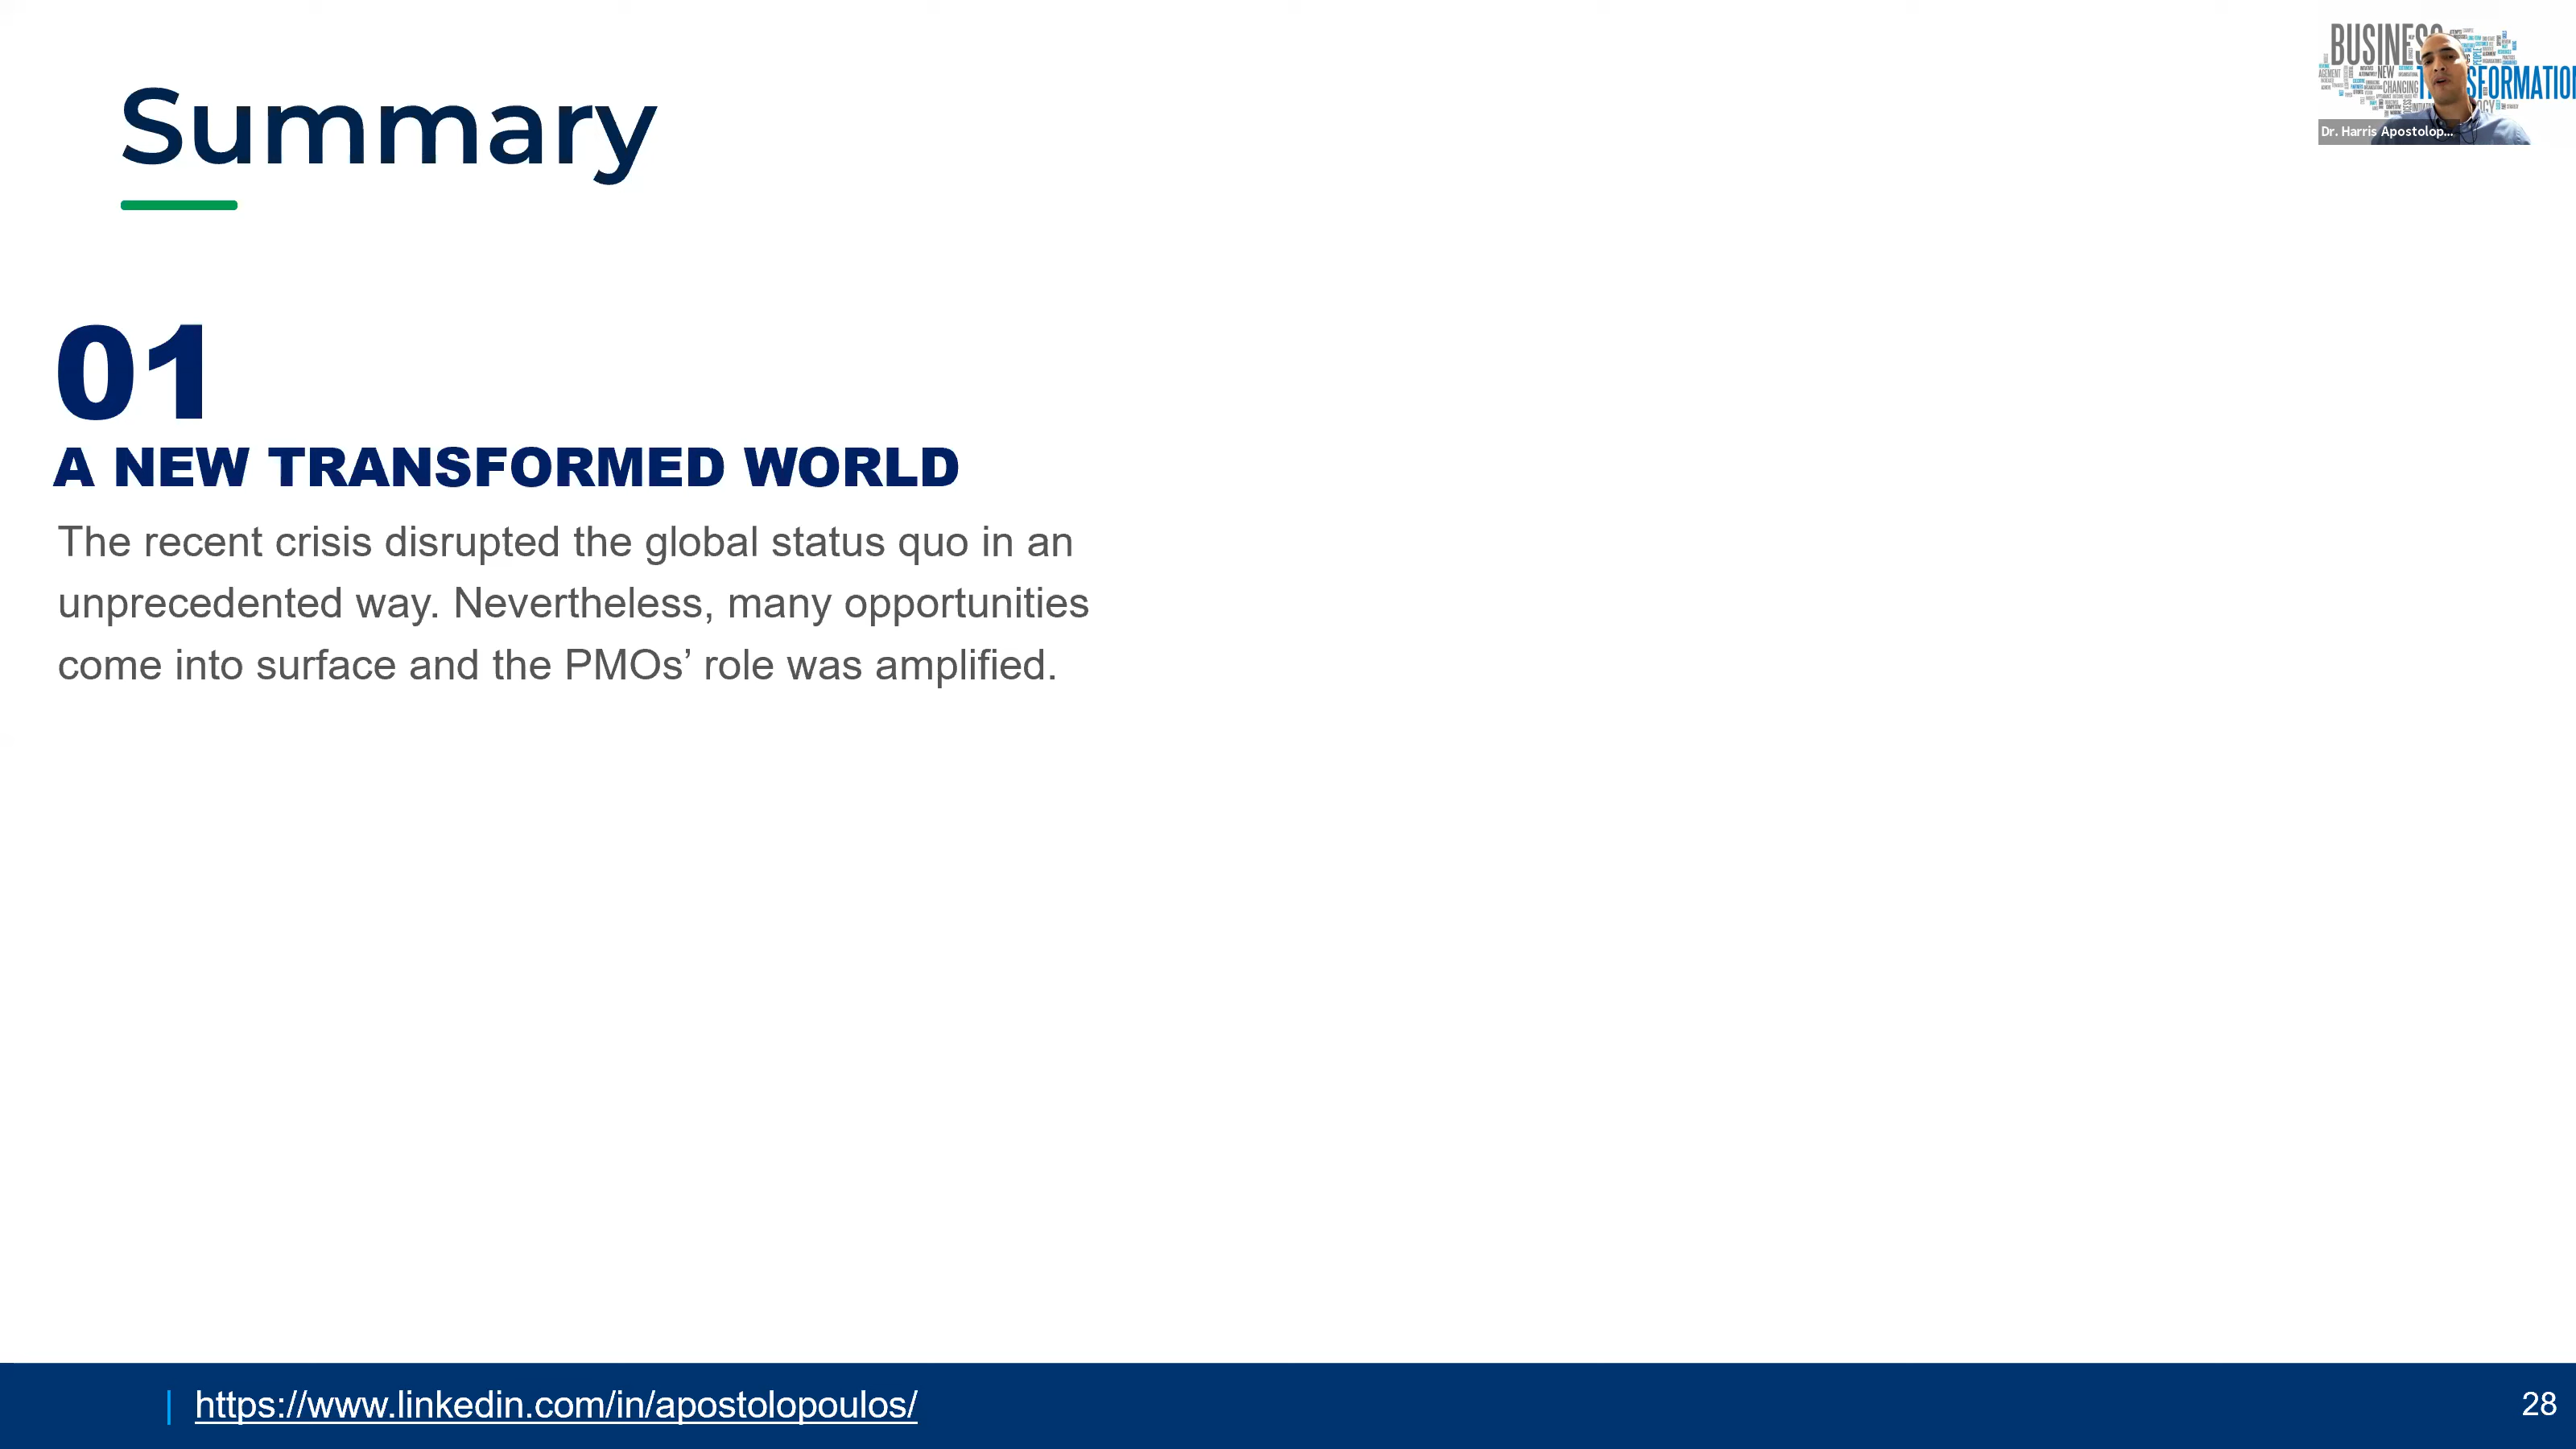 Summary
BUSINESS
NEW
CHANGING
Dr. Harris Apostolop...
01
A NEW TRANSFORMED WORLD
The recent crisis disrupted the global status quo in an
unprecedented way. Nevertheless, many opportunities
come into surface and the PMOs’ role was amplified.
| https://www.linkedin.com/in/apostolopoulos/
28